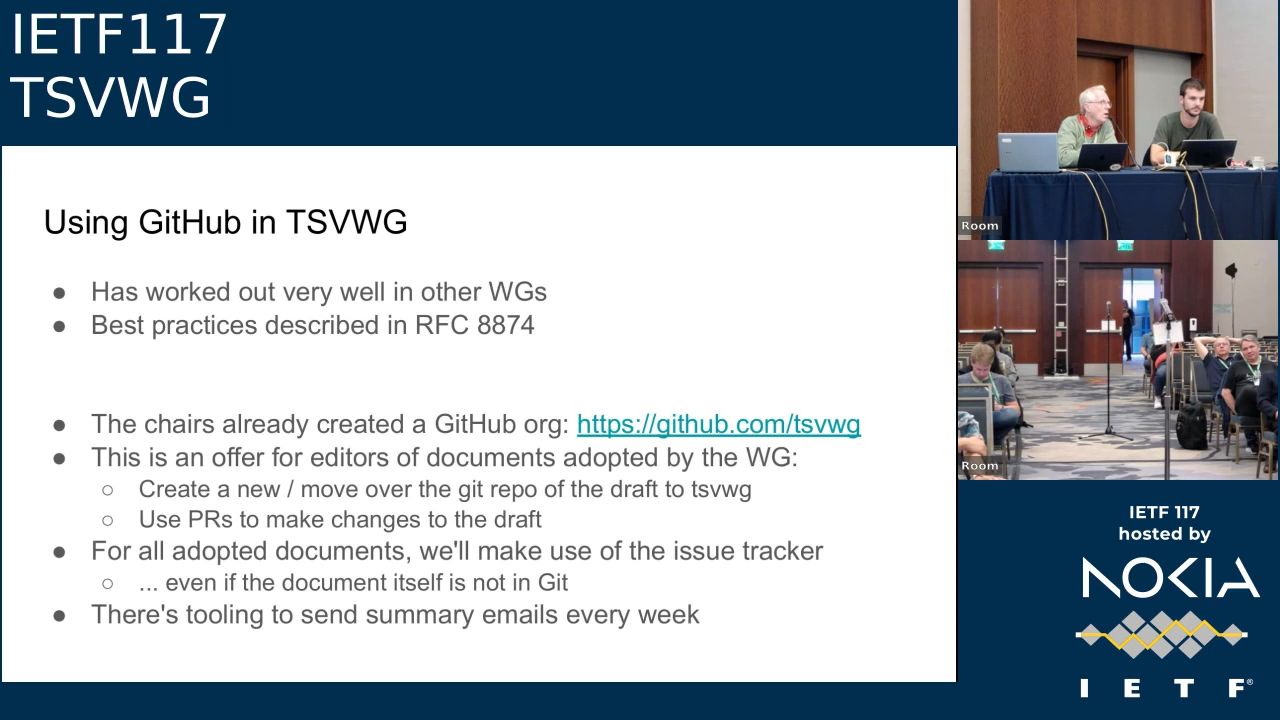 IETF117
TSVWG
Using GitHub in TSVWG
● Has worked out very well in other WGs
● Best practices described in RFC 8874
● The chairs already created a GitHub org: https://github.com/tsvwg
● This is an offer for editors of documents adopted by the WG:
○ Create a new / move over the git repo of the draft to tsvwg
○ Use PRs to make changes to the draft
● For all adopted documents, we'll make use of the issue tracker
○ ... even if the document itself is not in Git
● There's tooling to send summary emails every week
Room
Room
IETF 117
hosted by
NOKIA
IETF®